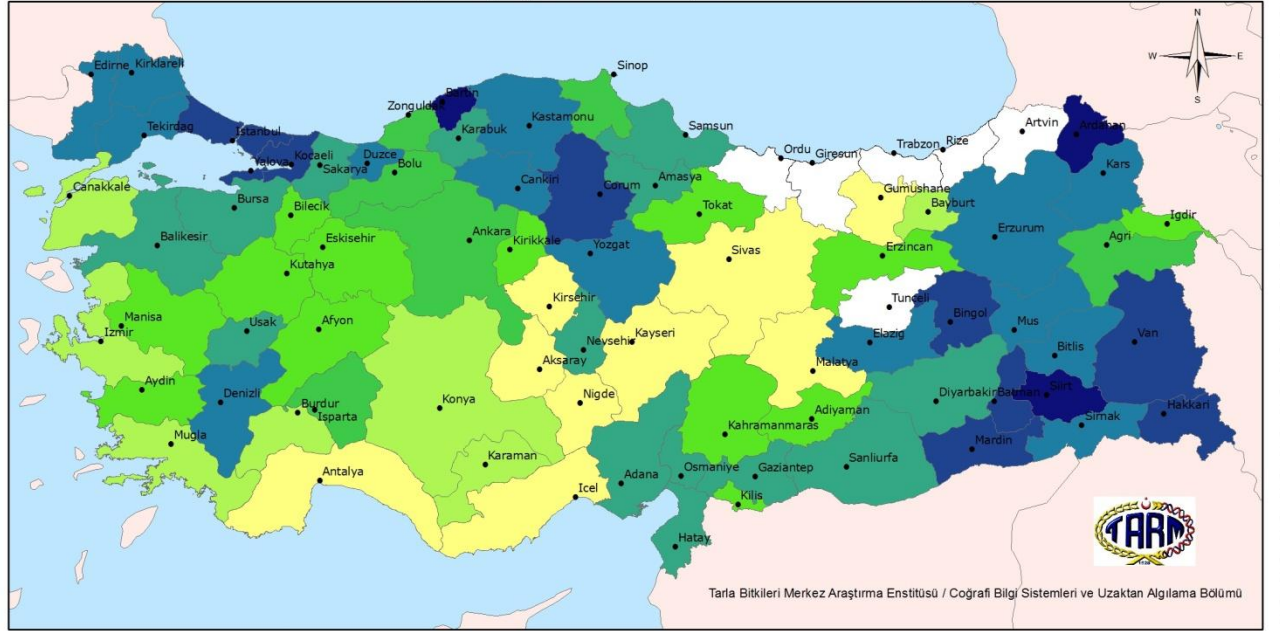 N
W E
S
Edirne Kirklareli
Tekirdag
Istanbul
Yalova Kocaeli
Sakarya
Duzce
Bolu
Zonguldak
Bartin
Karabuk
Kastamonu
Sinop
Samsun
Cankiri
Corum
Amasya
Ordu
Giresun
Trabzon
Rize
Artvin
Ardahan
Kars
Gumushane
Bayburt
Canakkale
Bursa
Bilecik
Balikesir
Eskisehir
Kutahya
Ankara
Kirikkale
Yozgat
Tokat
Sivas
Erzincan
Erzurum
Agri
Igdir
Manisa
Izmir
Usak
Afyon
Kirsehir
Nevsehir
Kayseri
Aksaray
Malatya
Elazig
Tunceli
Bingol
Mus
Bitlis
Van
Aydin
Denizli
Burdur
Isparta
Konya
Nigde
Kahramanmaras
Adiyaman
Diyarbakir Batman
Siirt
Sirnak
Hakkari
Mugla
Antalya
Karaman
Icel
Adana
Osmaniye
Gaziantep
Kilis
Sanliurfa
Mardin
Hatay
TARM
Tarla Bitkileri Merkez Araştırma Enstitüsü / Coğrafi Bilgi Sistemleri ve Uzaktan Algılama Bölümü